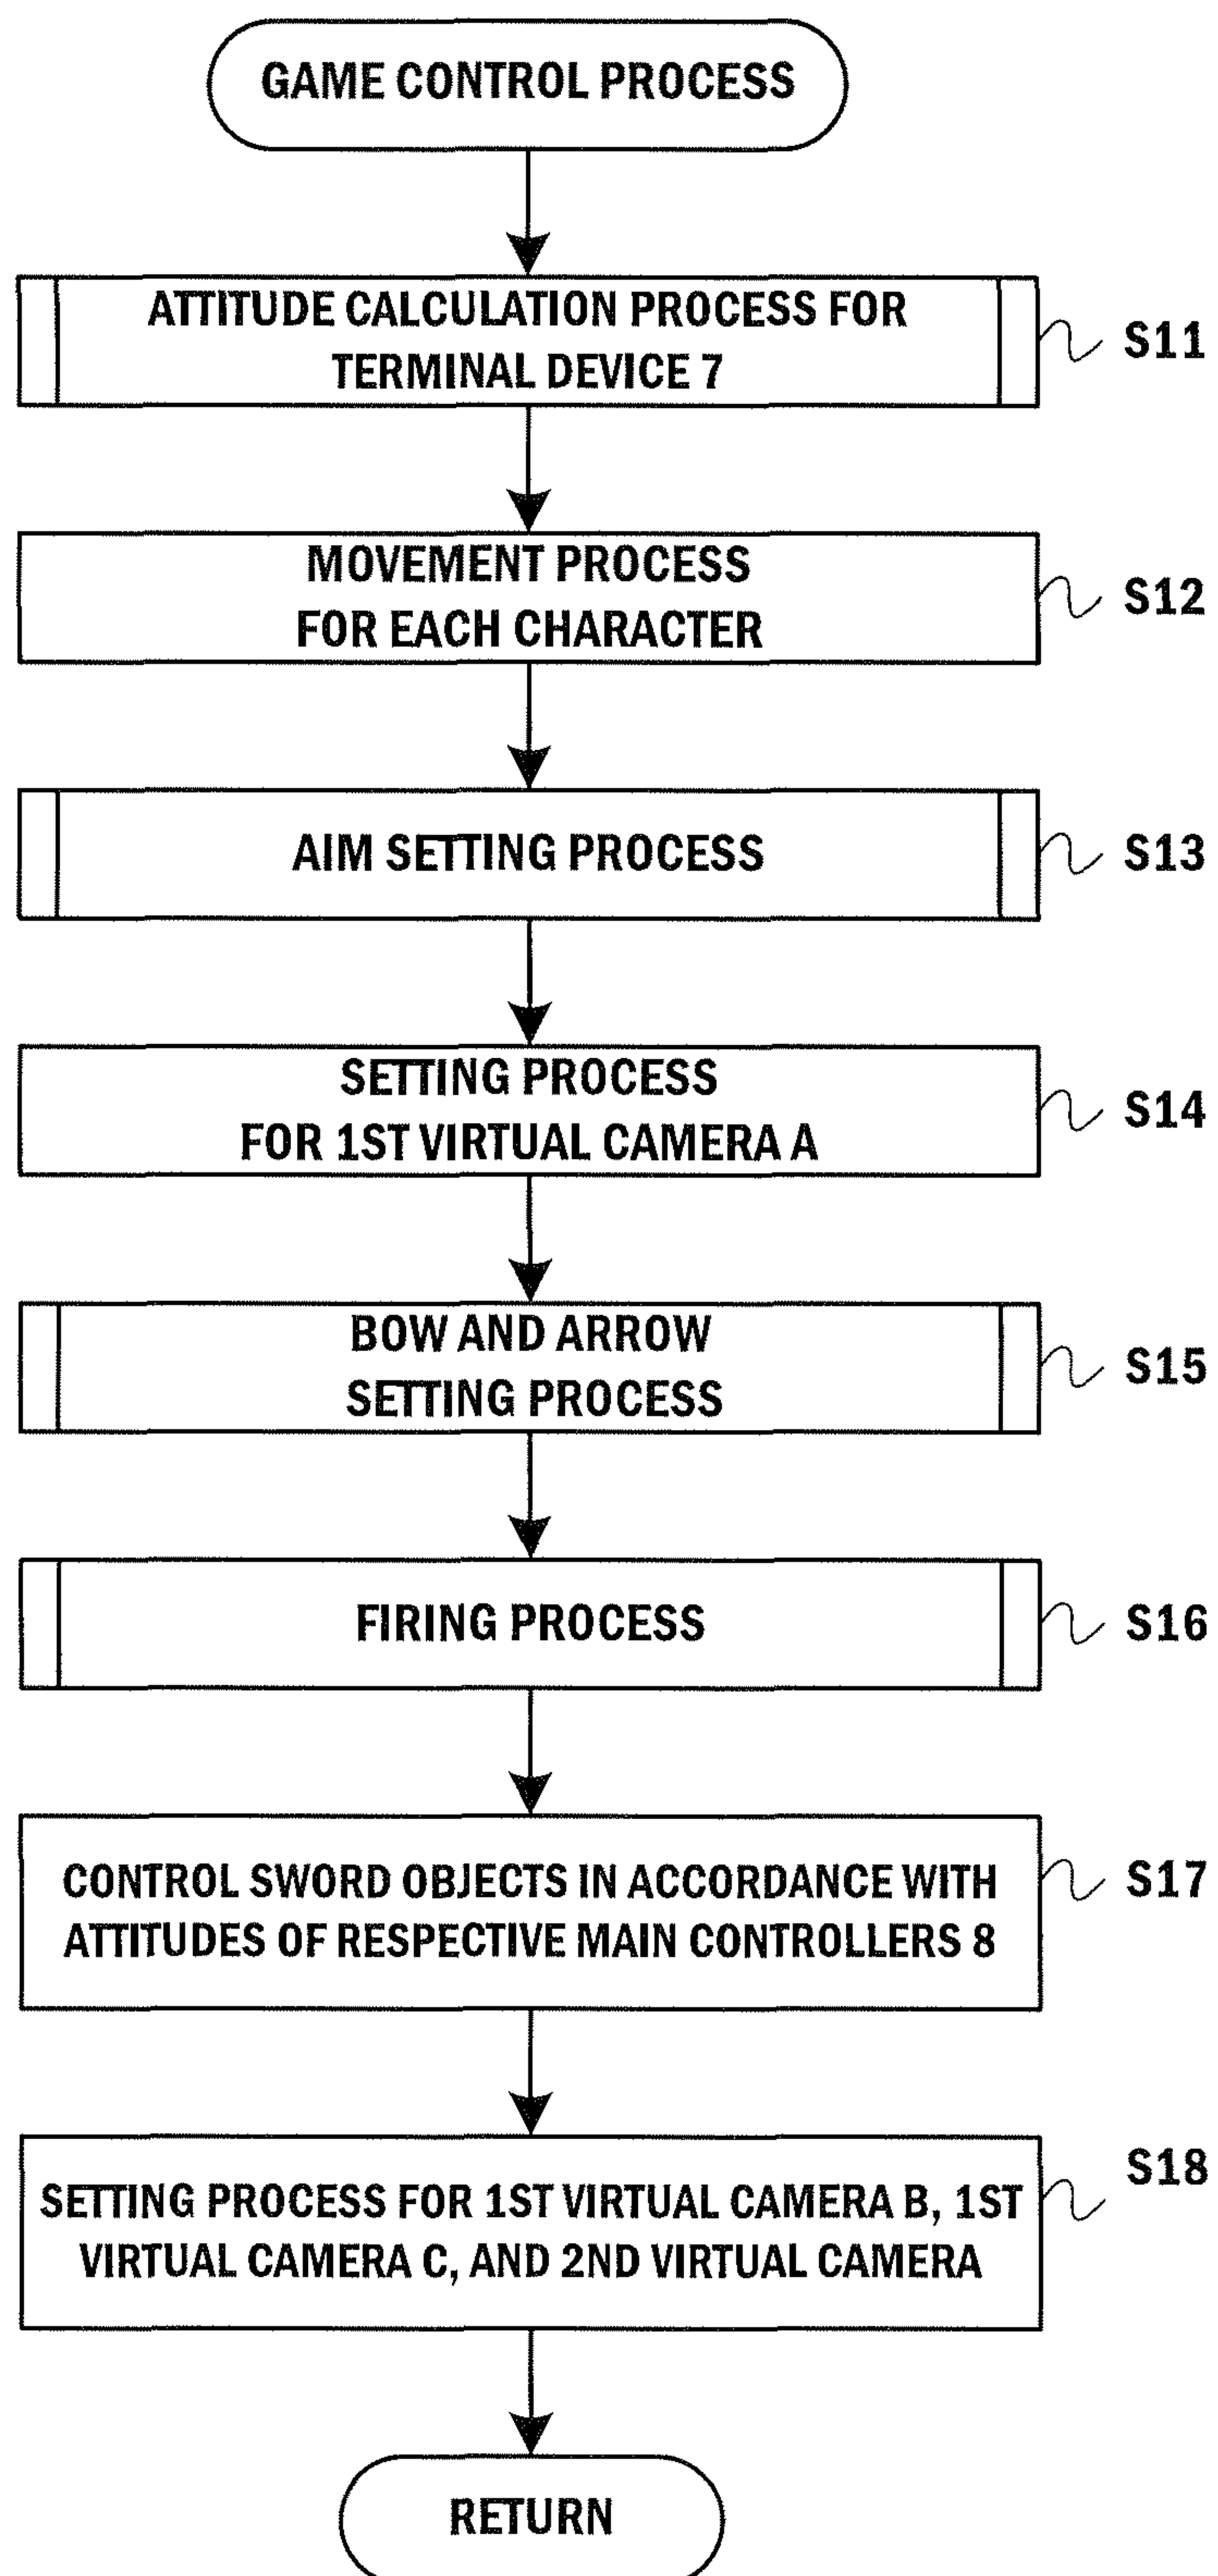 GAME CONTROL PROCESS
ATTITUDE CALCULATION PROCESS FOR
TERMINAL DEVICE 7
S11
MOVEMENT PROCESS
FOR EACH CHARACTER
S12
AIM SETTING PROCESS
S13
SETTING PROCESS
FOR 1ST VIRTUAL CAMERA A
S14
BOW AND ARROW
SETTING PROCESS
S15
FIRING PROCESS
S16
CONTROL SWORD OBJECTS IN ACCORDANCE WITH
ATTITUDES OF RESPECTIVE MAIN CONTROLLERS 8
S17
SETTING PROCESS FOR 1ST VIRTUAL CAMERA B, 1ST
VIRTUAL CAMERA C, AND 2ND VIRTUAL CAMERA
S18
RETURN